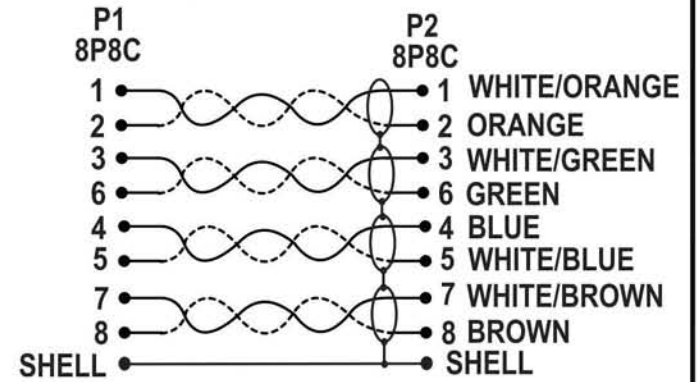 P1 P2
8P8C 8P8C
1 1 WHITE/ORANGE
2 2 ORANGE
3 3 WHITE/GREEN
6 6 GREEN
4 4 BLUE
5 5 WHITE/BLUE
7 7 WHITE/BROWN
8 8 BROWN
SHELL SHELL